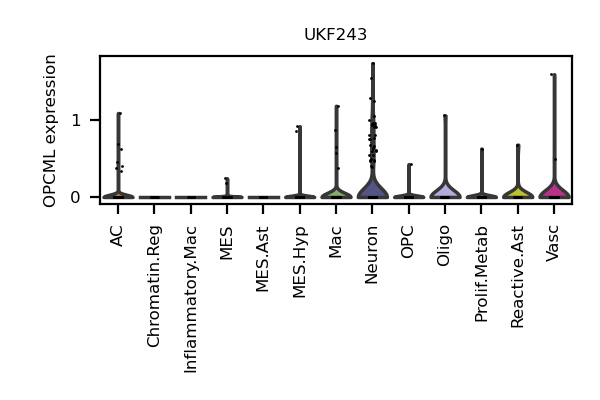 UKF243
OPCML expression
1
0
AC
Chromatin.Reg
Inflammatory.Mac
MES
MES.Ast
MES.Hyp
Mac
Neuron
OPC
Oligo
Prolif.Metab
Reactive.Ast
Vasc